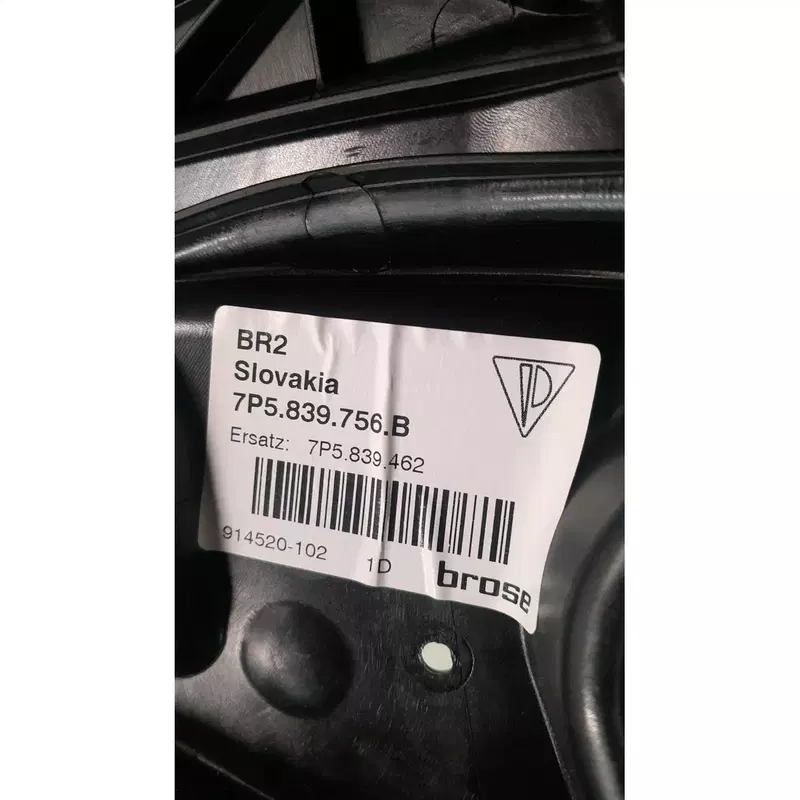 BR2
Slovakia
7P5.839.756.B
Ersatz: 7P5.839.462
914520-102 1D brose